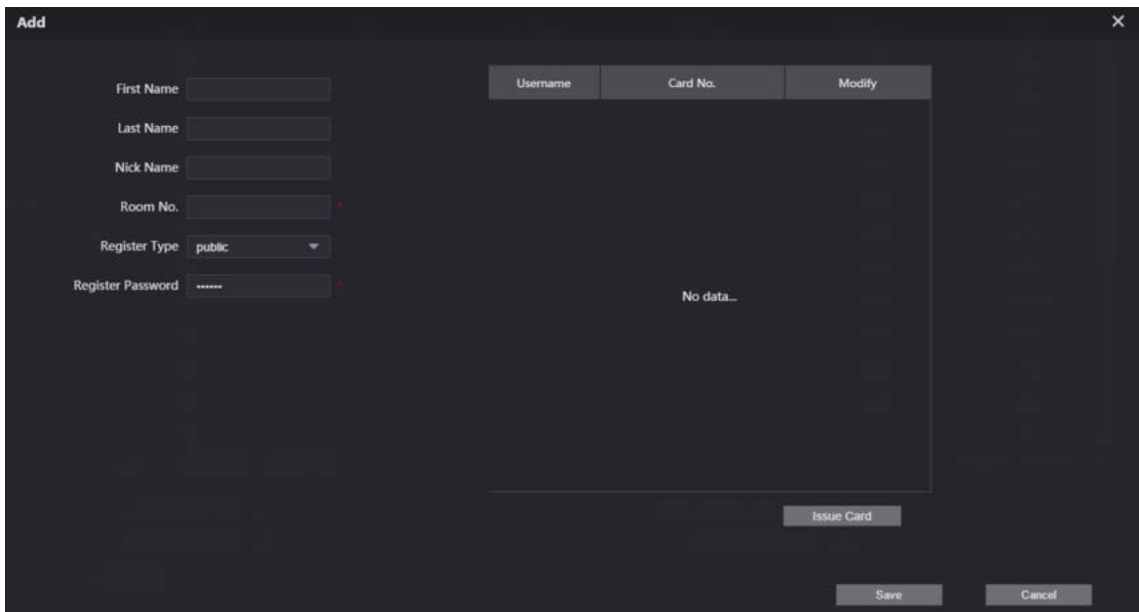 Add
First Name
Last Name
Nick Name
Room No. *
Register Type public
Register Password •••••• *
Username Card No. Modify
No data...
Issue Card
Save Cancel